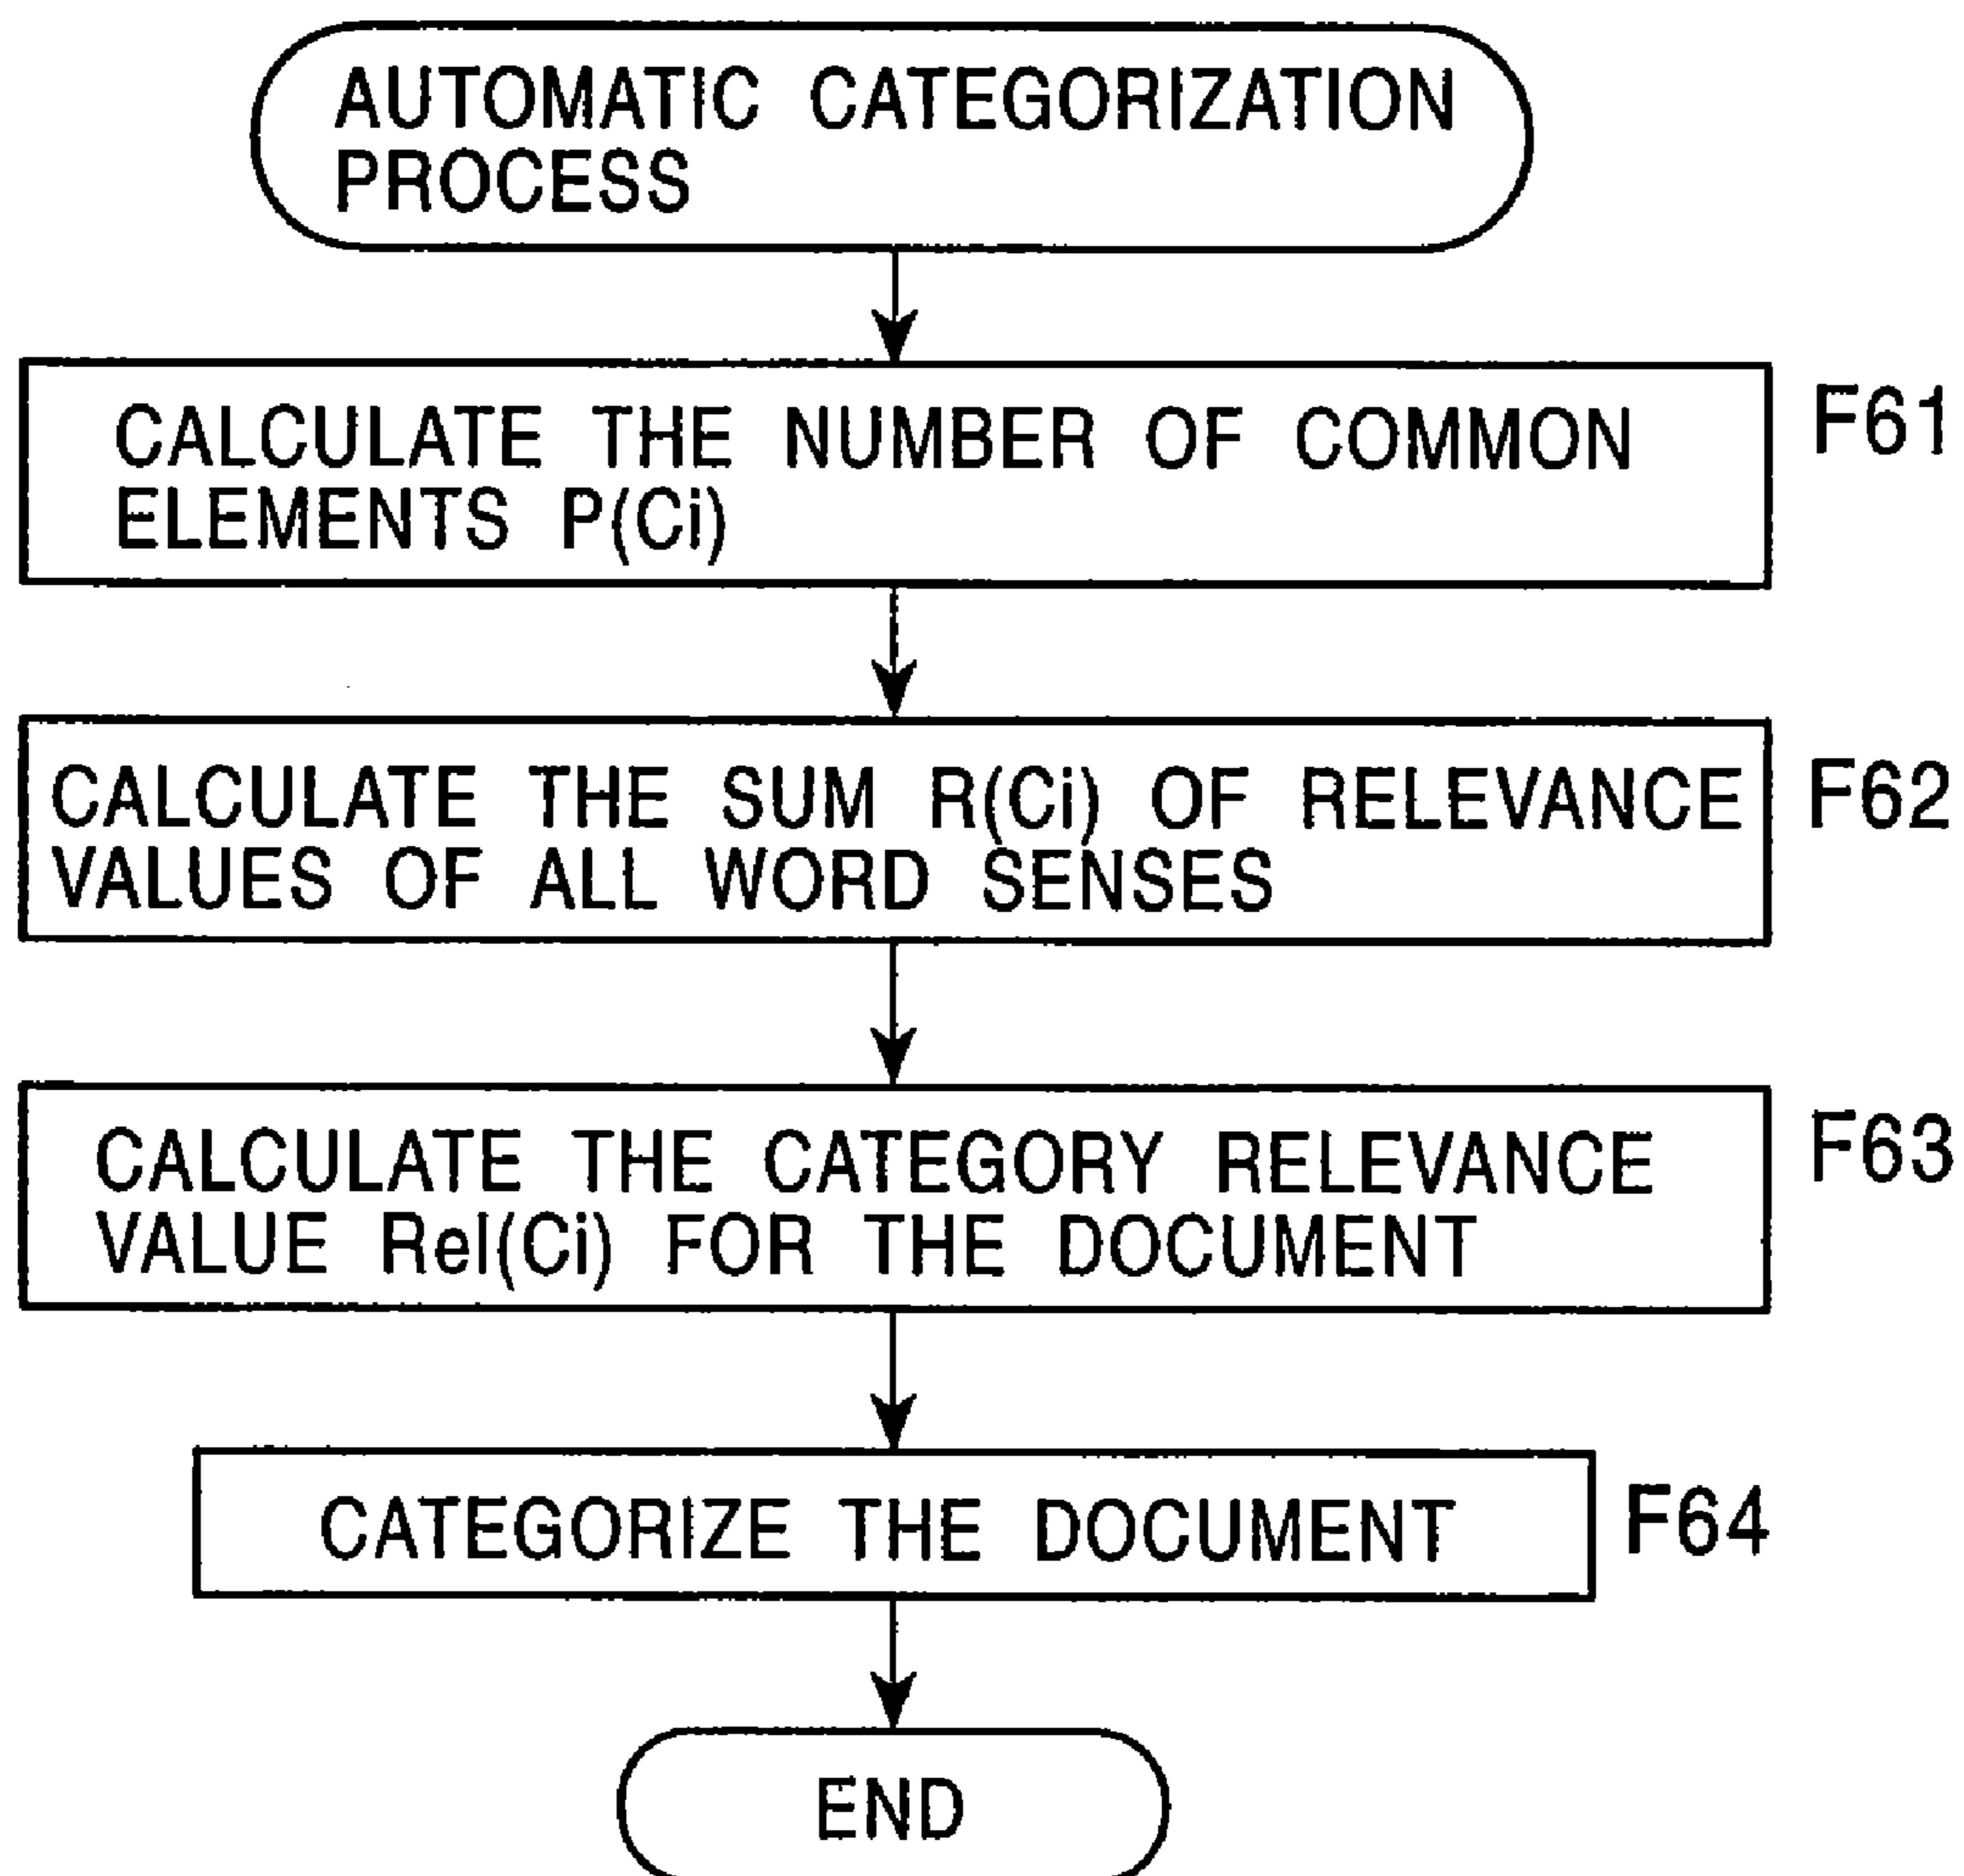 AUTOMATIC CATEGORIZATION
PROCESS
CALCULATE THE NUMBER OF COMMON
ELEMENTS P(Ci)
F61
CALCULATE THE SUM R(Ci) OF RELEVANCE
VALUES OF ALL WORD SENSES
F62
CALCULATE THE CATEGORY RELEVANCE
VALUE Rel(Ci) FOR THE DOCUMENT
F63
CATEGORIZE THE DOCUMENT
F64
END